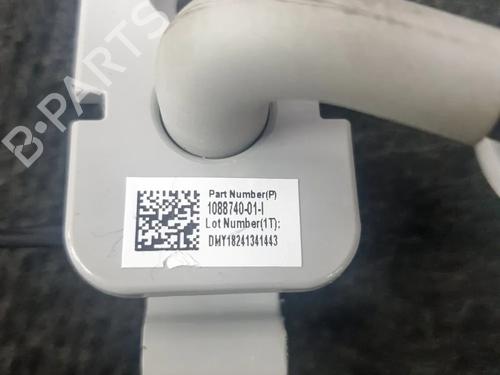 B-PARTS
Part Number(P)
1088740-01-I
Lot Number(1T):
DMY18241341443